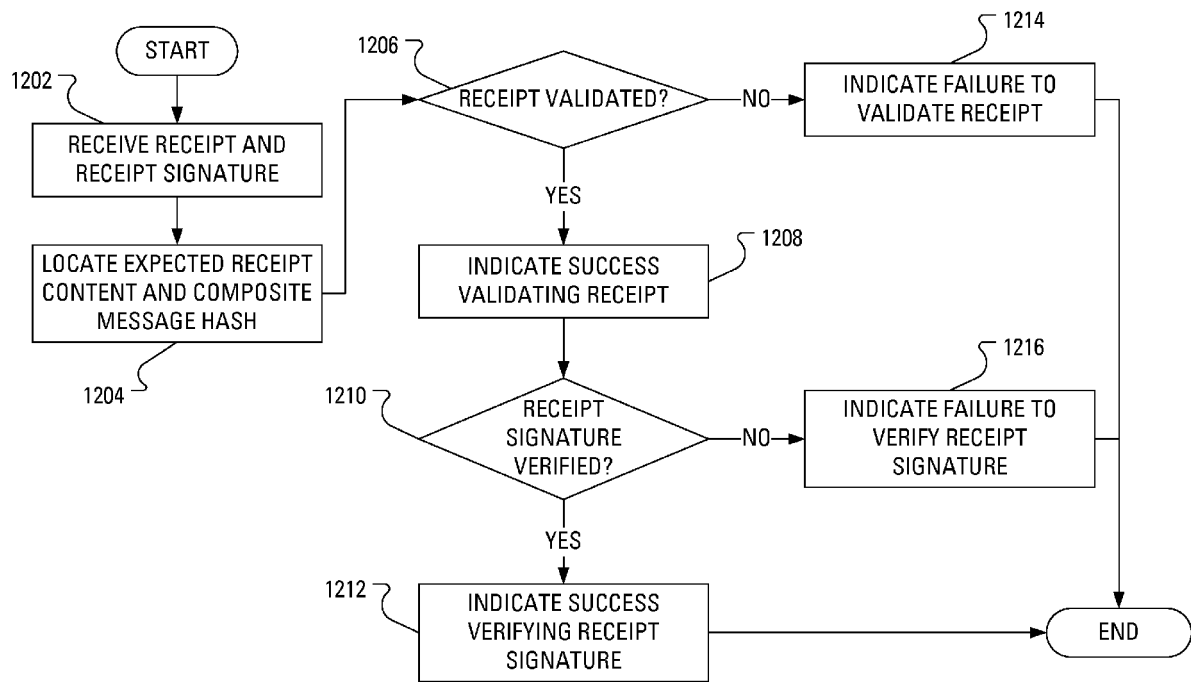 START
1202
RECEIVE RECEIPT AND
RECEIPT SIGNATURE
LOCATE EXPECTED RECEIPT
CONTENT AND COMPOSITE
MESSAGE HASH
1204
1206
RECEIPT VALIDATED?
NO
1214
INDICATE FAILURE TO
VALIDATE RECEIPT
YES
1208
INDICATE SUCCESS
VALIDATING RECEIPT
1210
RECEIPT
SIGNATURE
VERIFIED?
NO
1216
INDICATE FAILURE TO
VERIFY RECEIPT
SIGNATURE
YES
1212
INDICATE SUCCESS
VERIFYING RECEIPT
SIGNATURE
END